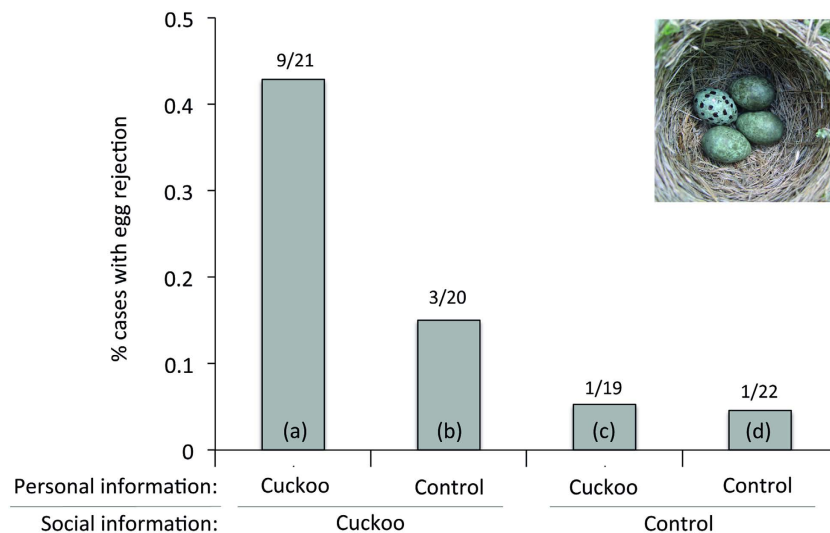 0.5
0.4
0.3
0.2
0.1
0
% cases with egg rejection
9/21
3/20
1/19
1/22
(a)
(b)
(c)
(d)
Personal information: Cuckoo Control Cuckoo Control
Social information: Cuckoo Control